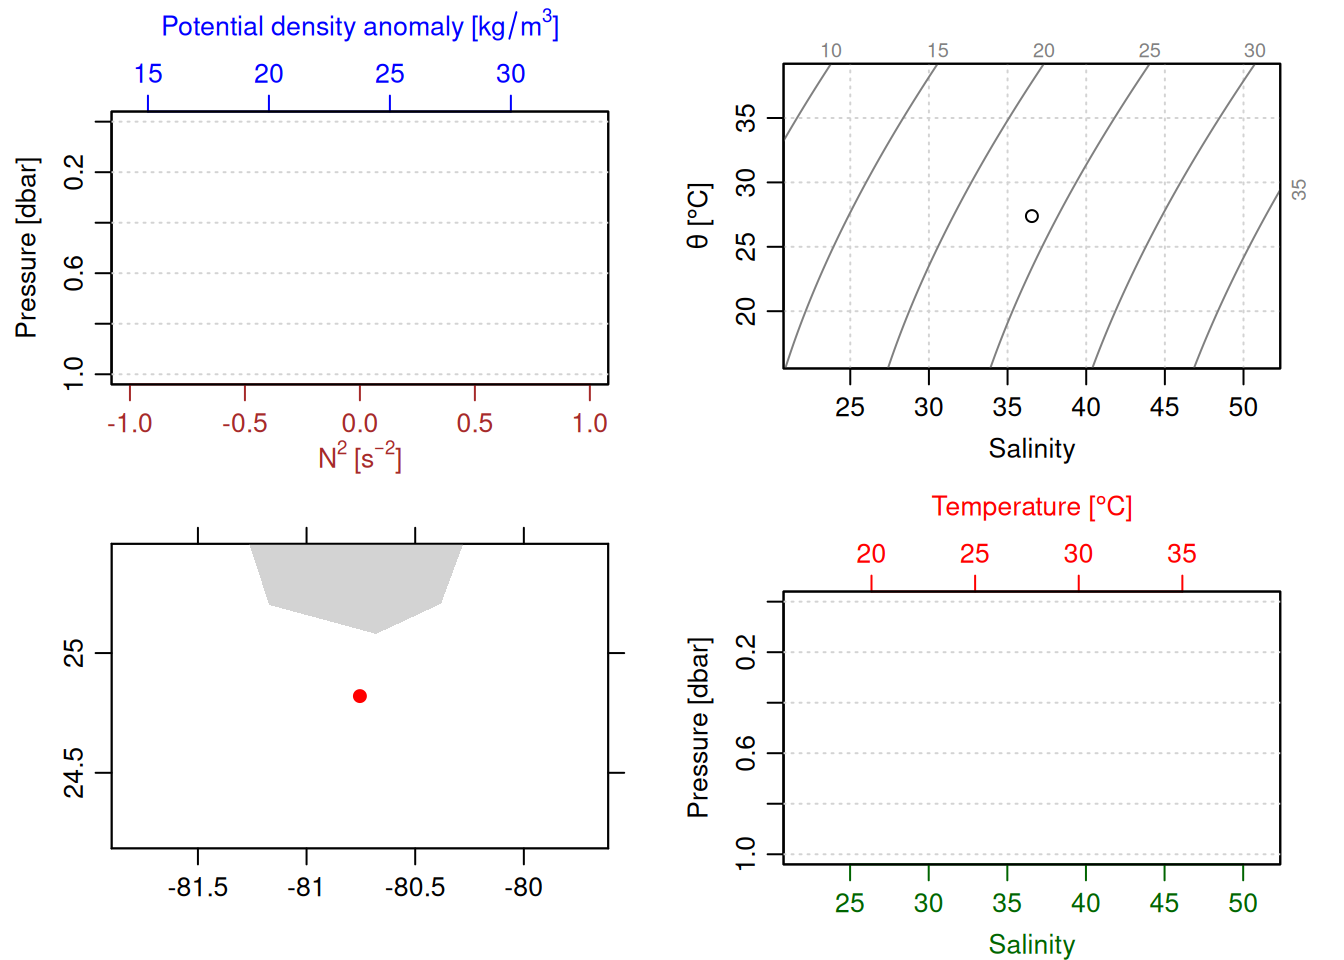 Potential density anomaly [kg/m³]
15 20 25 30
Pressure [dbar]
0.2
0.6
1.0
-1.0 -0.5 0.0 0.5 1.0
N² [s⁻²]
10 15 20 25 30
35
θ [°C]
35
30
25
20
25 30 35 40 45 50
Salinity
25
24.5
-81.5 -81 -80.5 -80
Temperature [°C]
20 25 30 35
Pressure [dbar]
0.2
0.6
1.0
25 30 35 40 45 50
Salinity